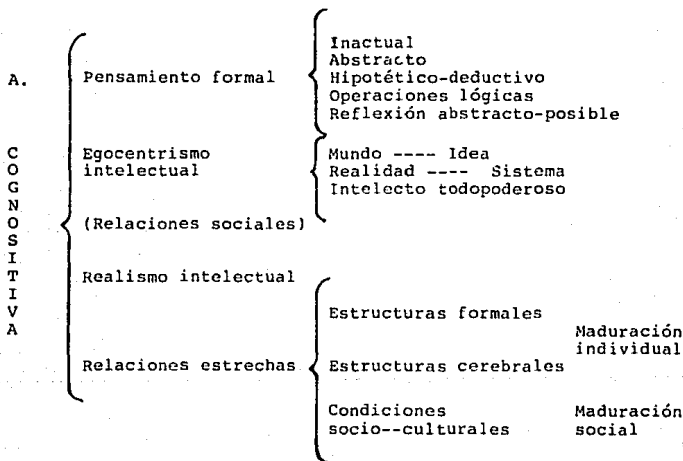 A.
COGNOSITIVA
Pensamiento formal
Inactual
Abstracto
Hipotético-deductivo
Operaciones lógicas
Reflexión abstracto-posible
Egocentrismo
intelectual
Mundo ---- Idea
Realidad ---- Sistema
Intelecto todopoderoso
(Relaciones sociales)
Realismo intelectual
Relaciones estrechas
Estructuras formales
Estructuras cerebrales
Maduración
individual
Condiciones
socio--culturales
Maduración
social